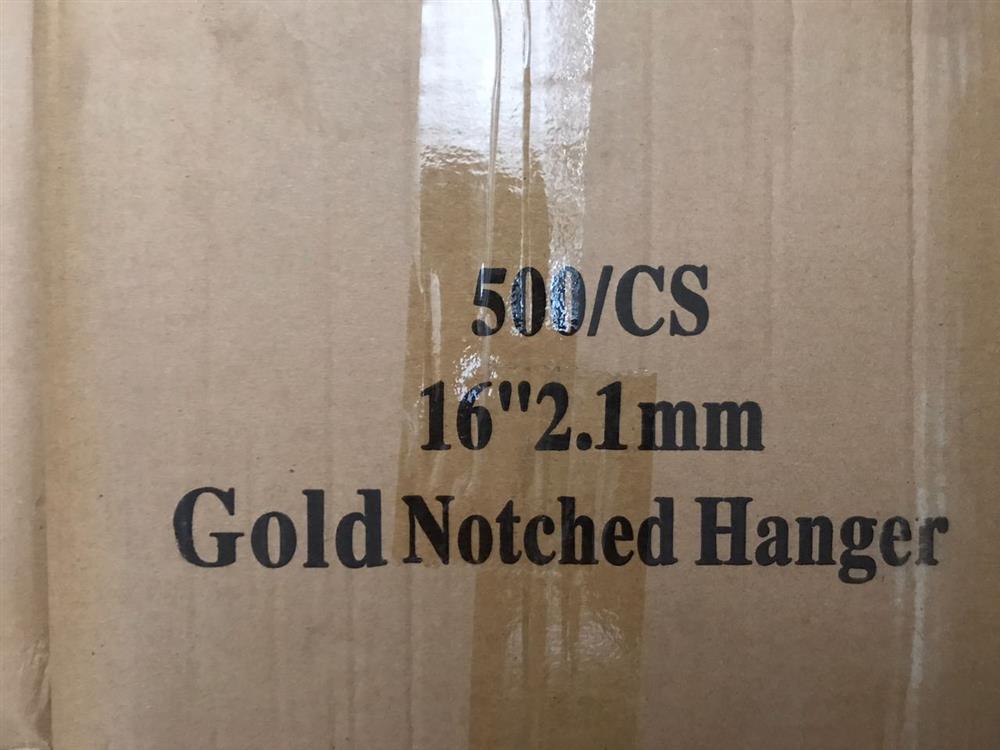 500/CS
16"2.1mm
Gold Notched Hanger